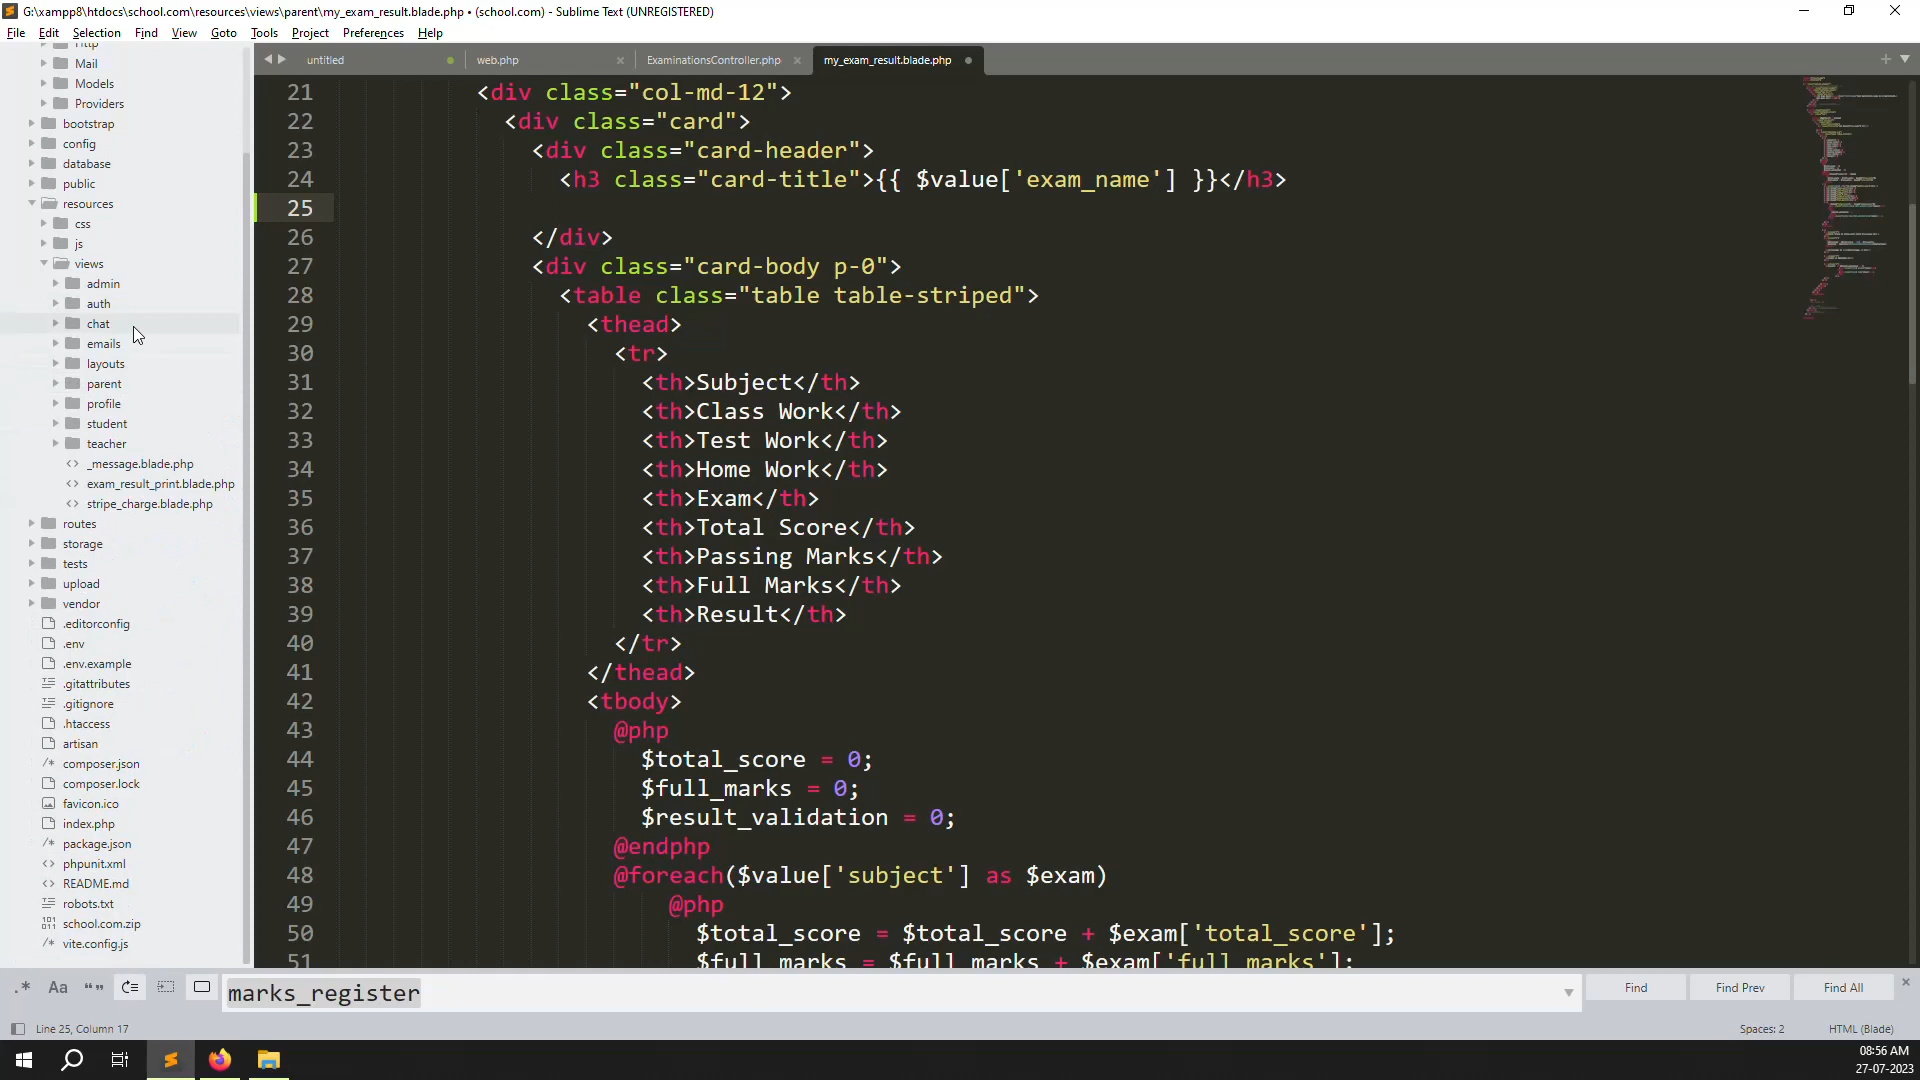 G:\xampp8\htdocs\school.com\resources\views\parent\my_exam_result.blade.php • (school.com) - Sublime Text (UNREGISTERED)
File Edit Selection Find View Goto Tools Project Preferences Help
untitled web.php ExaminationsController.php my_exam_result.blade.php
Http
Mail
Models
Providers
bootstrap
config
database
public
resources
css
js
views
admin
auth
chat
emails
layouts
parent
profile
student
teacher
_message.blade.php
exam_result_print.blade.php
stripe_charge.blade.php
routes
storage
tests
upload
vendor
.editorconfig
.env
.env.example
.gitattributes
.gitignore
.htaccess
artisan
composer.json
composer.lock
favicon.ico
index.php
package.json
phpunit.xml
README.md
robots.txt
school.com.zip
vite.config.js
21 <div class="col-md-12">
22 <div class="card">
23 <div class="card-header">
24 <h3 class="card-title">{{ $value['exam_name'] }}</h3>
25
26 </div>
27 <div class="card-body p-0">
28 <table class="table table-striped">
29 <thead>
30 <tr>
31 <th>Subject</th>
32 <th>Class Work</th>
33 <th>Test Work</th>
34 <th>Home Work</th>
35 <th>Exam</th>
36 <th>Total Score</th>
37 <th>Passing Marks</th>
38 <th>Full Marks</th>
39 <th>Result</th>
40 </tr>
41 </thead>
42 <tbody>
43 @php
44 $total_score = 0;
45 $full_marks = 0;
46 $result_validation = 0;
47 @endphp
48 @foreach($value['subject'] as $exam)
49 @php
50 $total_score = $total_score + $exam['total_score'];
51 $full_marks = $full_marks + $exam['full_marks'];
.* Aa “” marks_register Find Find Prev Find All
Line 25, Column 17 Spaces: 2 HTML (Blade)
08:56 AM
27-07-2023